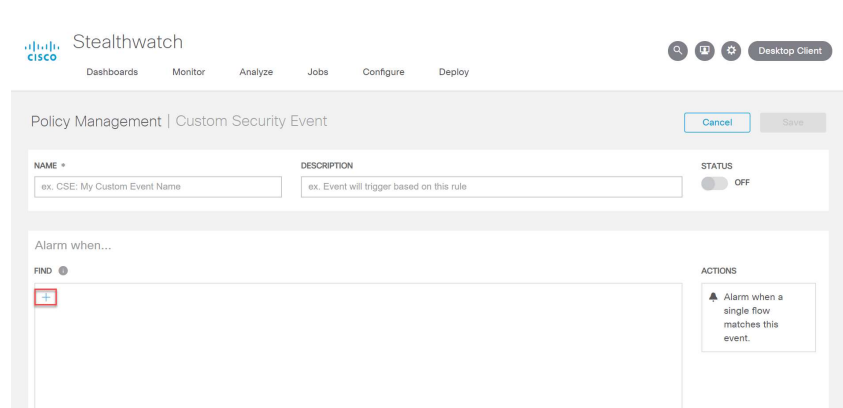 CISCO
Stealthwatch
Desktop Client
Dashboards Monitor Analyze Jobs Configure Deploy
Policy Management | Custom Security Event
Cancel Save
NAME * DESCRIPTION STATUS
ex. CSE: My Custom Event Name ex. Event will trigger based on this rule OFF
Alarm when...
FIND i ACTIONS
+
Alarm when a
single flow
matches this
event.